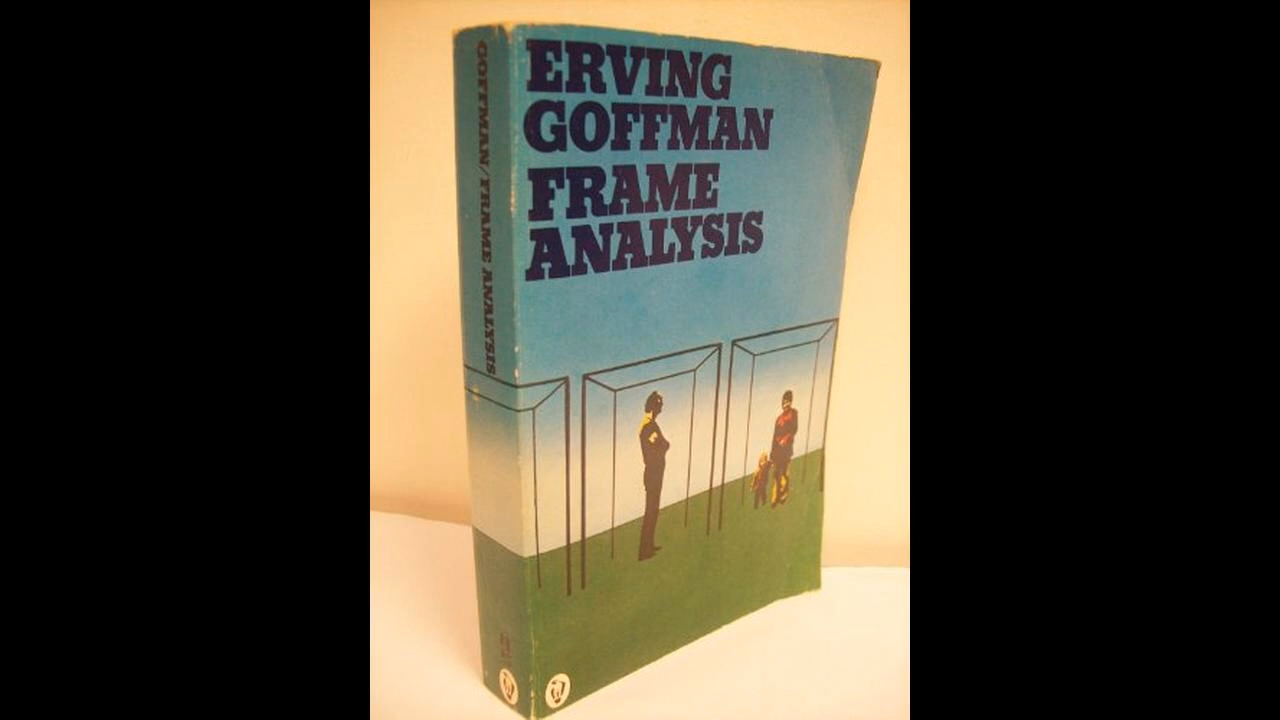 ERVING
GOFFMAN
FRAME
ANALYSIS
GOFFMAN/FRAME ANALYSIS